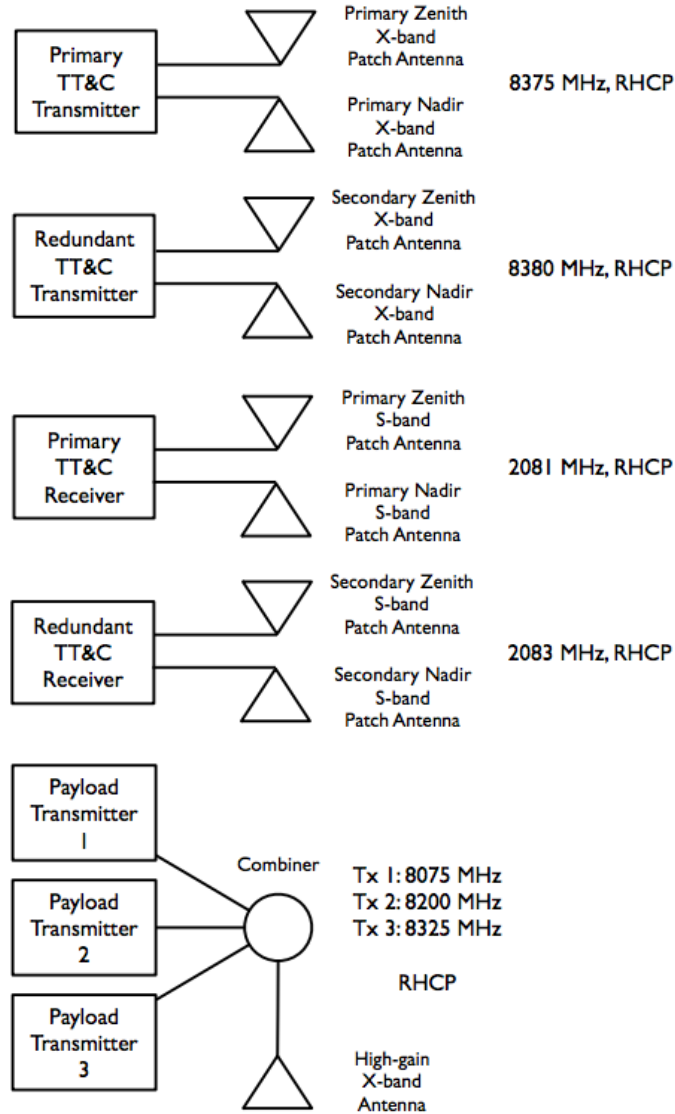 Primary
TT&C
Transmitter
Primary Zenith
X-band
Patch Antenna
Primary Nadir
X-band
Patch Antenna
8375 MHz, RHCP
Redundant
TT&C
Transmitter
Secondary Zenith
X-band
Patch Antenna
Secondary Nadir
X-band
Patch Antenna
8380 MHz, RHCP
Primary
TT&C
Receiver
Primary Zenith
S-band
Patch Antenna
Primary Nadir
S-band
Patch Antenna
2081 MHz, RHCP
Redundant
TT&C
Receiver
Secondary Zenith
S-band
Patch Antenna
Secondary Nadir
S-band
Patch Antenna
2083 MHz, RHCP
Payload
Transmitter
1
Payload
Transmitter
2
Payload
Transmitter
3
Combiner
Tx 1: 8075 MHz
Tx 2: 8200 MHz
Tx 3: 8325 MHz
RHCP
High-gain
X-band
Antenna